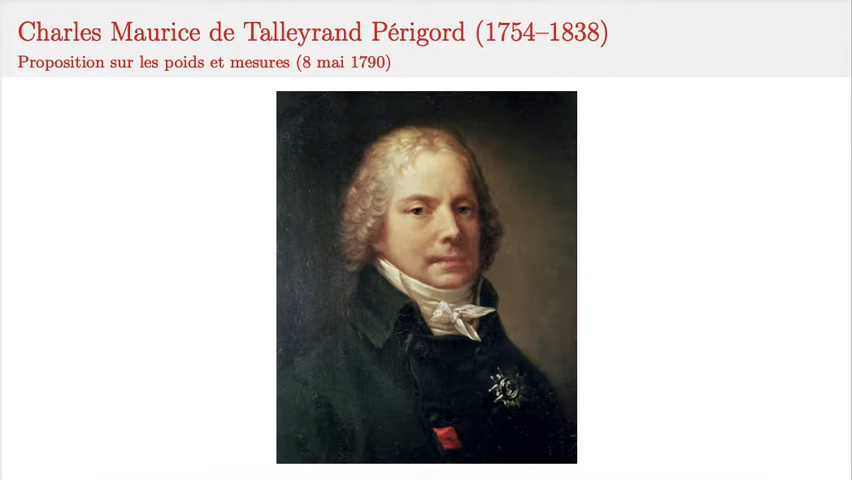 Charles Maurice de Talleyrand Périgord (1754–1838)
Proposition sur les poids et mesures (8 mai 1790)